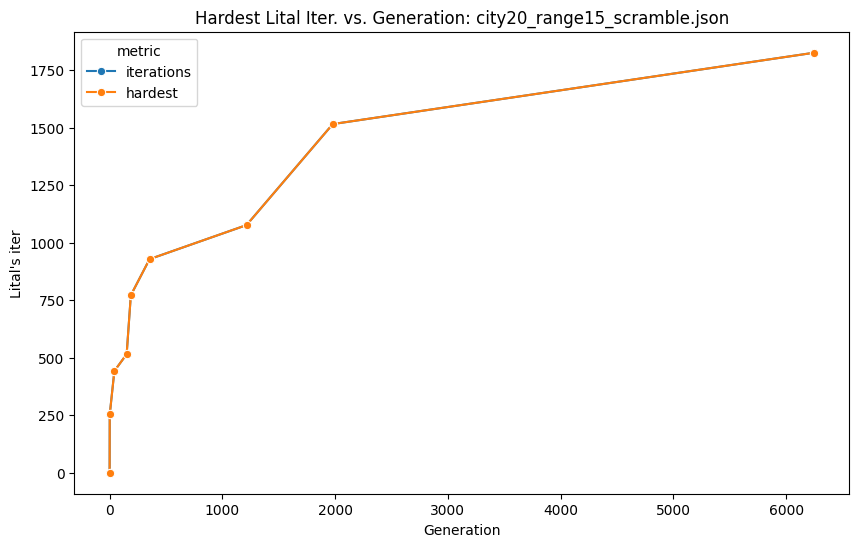 Hardest Lital Iter. vs. Generation: city20_range15_scramble.json
metric
iterations
hardest
1750
1500
1250
1000
750
500
250
0
Lital's iter
0 1000 2000 3000 4000 5000 6000
Generation